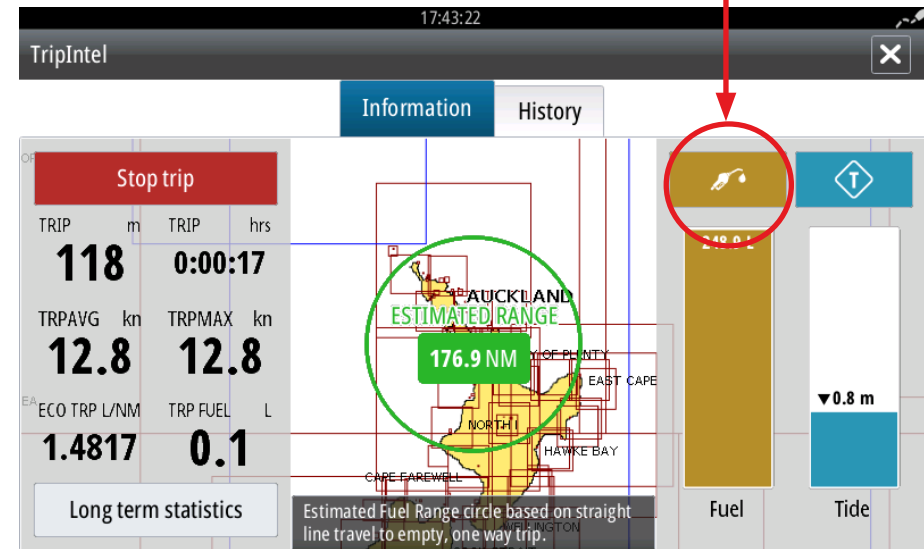 17:43:22
TripIntel
Information
History
Stop trip
TRIP m
TRIP hrs
118
0:00:17
TRPAVG kn
TRPMAX kn
12.8
12.8
ECO TRP L/NM
TRP FUEL L
1.4817
0.1
Long term statistics
AUCKLAND
ESTIMATED RANGE
176.9 NM
OF PLENTY
EAST CAPE
NORTH I
HAWKE BAY
CAPE FAREWELL
WELLINGTON
Estimated Fuel Range circle based on straight
line travel to empty, one way trip.
T
248.9 L
▼0.8 m
Fuel
Tide